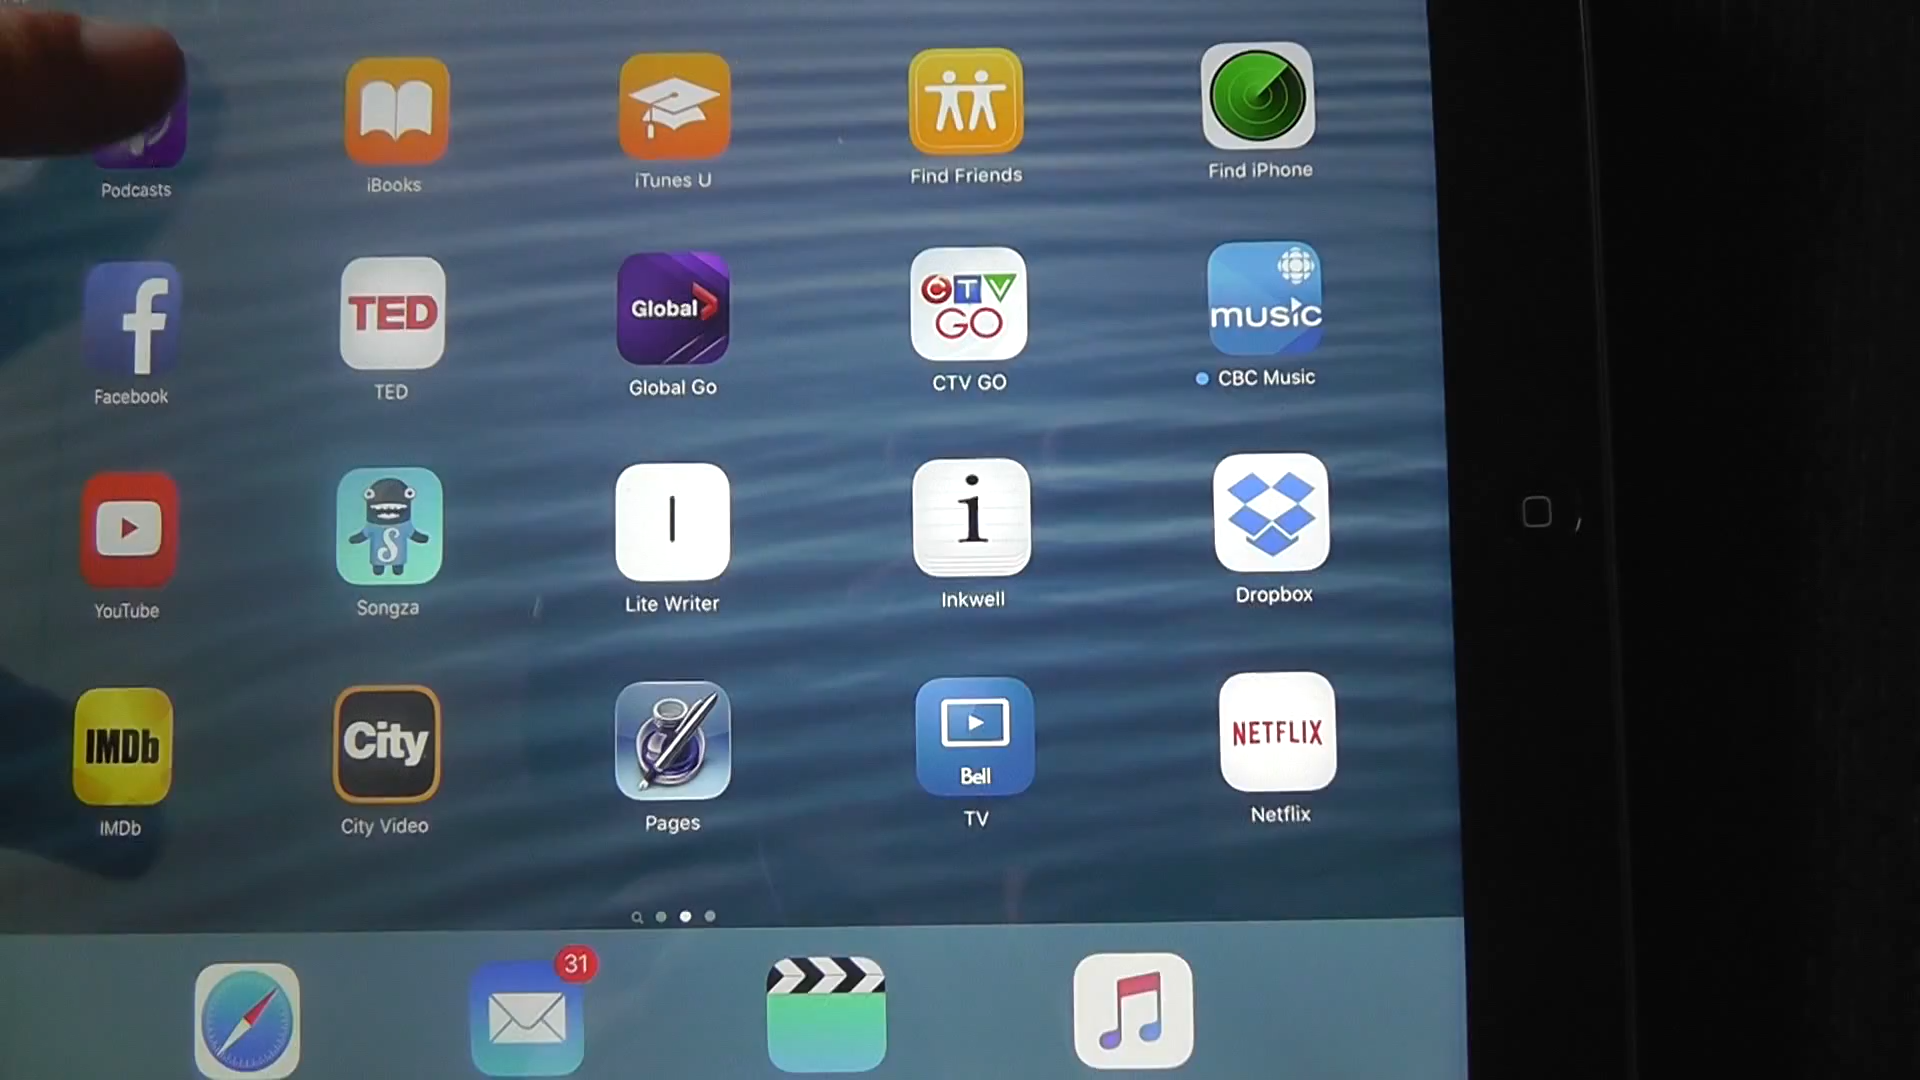 Podcasts
iBooks
iTunes U
Find Friends
Find iPhone
f
TED
Global
CTV
GO
music
Facebook
TED
Global Go
CTV GO
CBC Music
S
I
i
YouTube
Songza
Lite Writer
Inkwell
Dropbox
IMDb
City
Bell
NETFLIX
IMDb
City Video
Pages
TV
Netflix
31